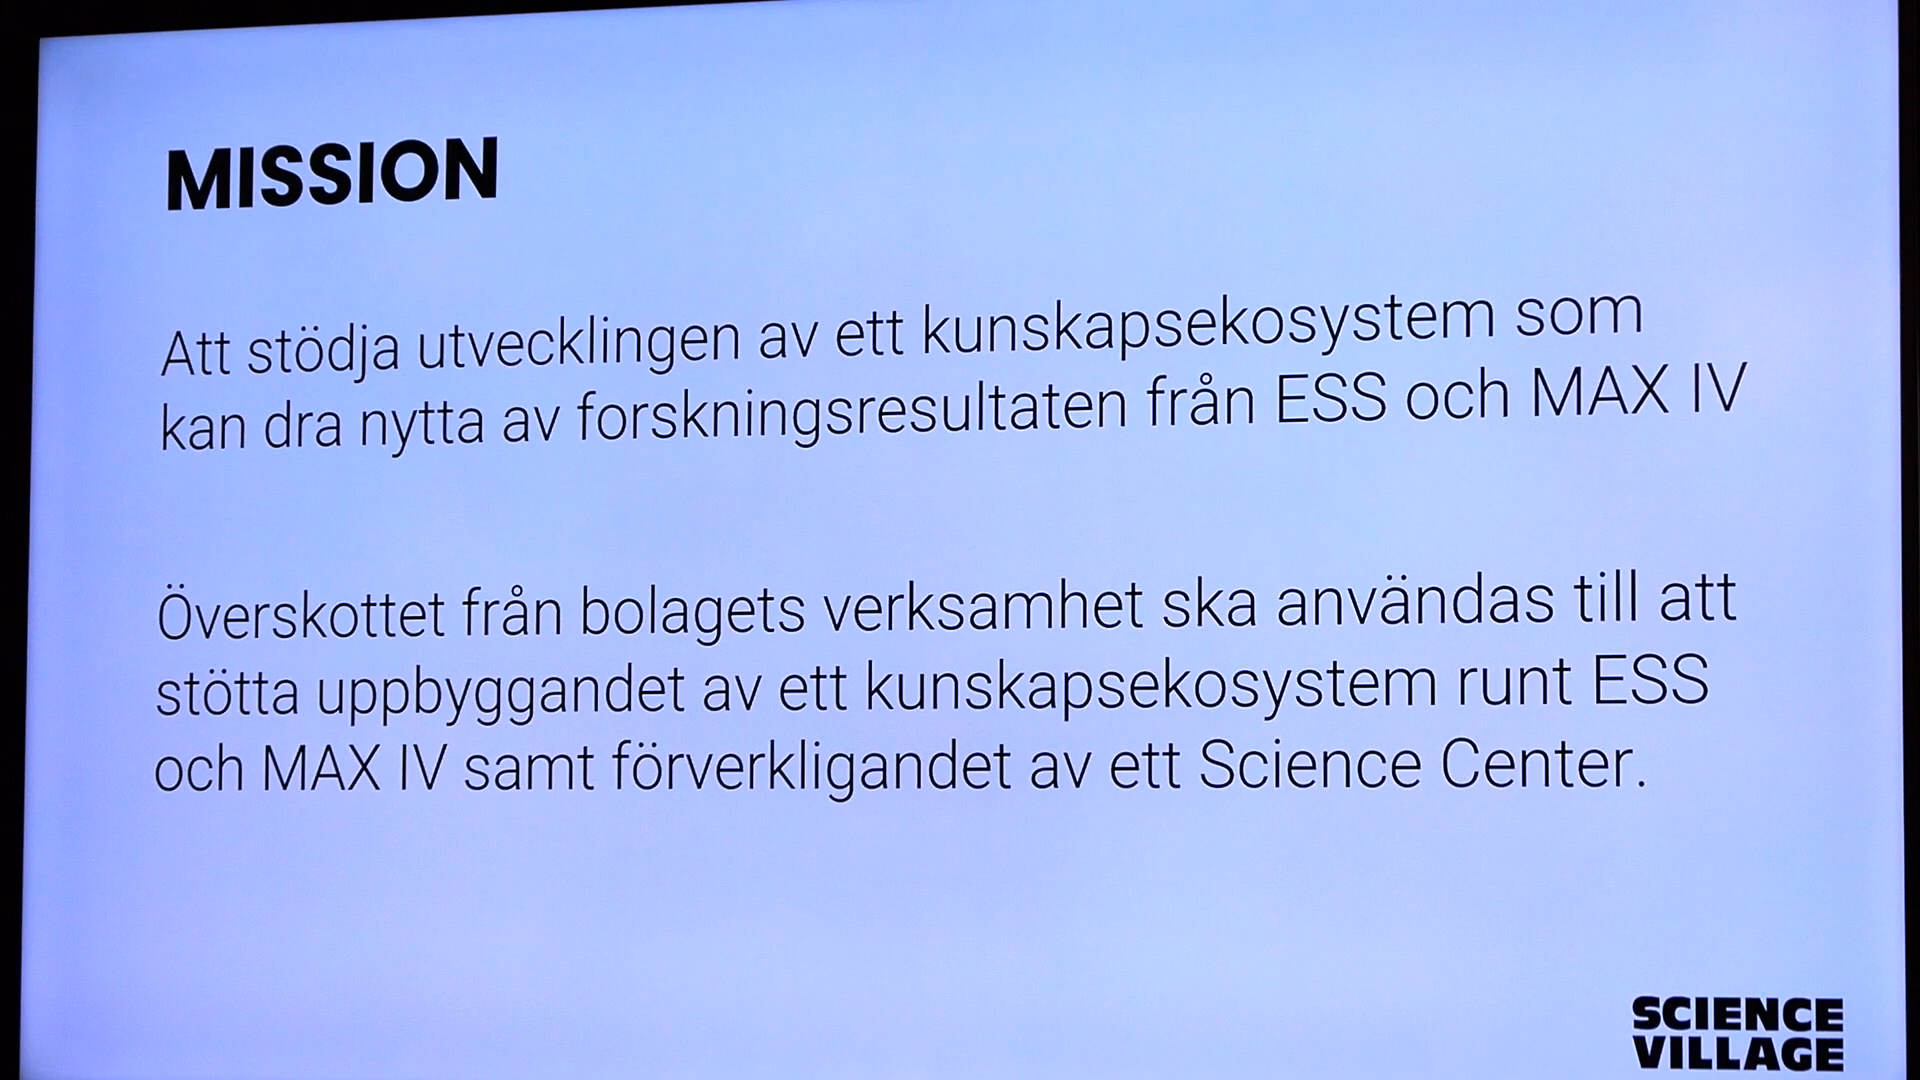 MISSION
Att stödja utvecklingen av ett kunskapsekosystem som
kan dra nytta av forskningsresultaten från ESS och MAX IV
Överskottet från bolagets verksamhet ska användas till att
stötta uppbyggandet av ett kunskapsekosystem runt ESS
och MAX IV samt förverkligandet av ett Science Center.
SCIENCE
VILLAGE